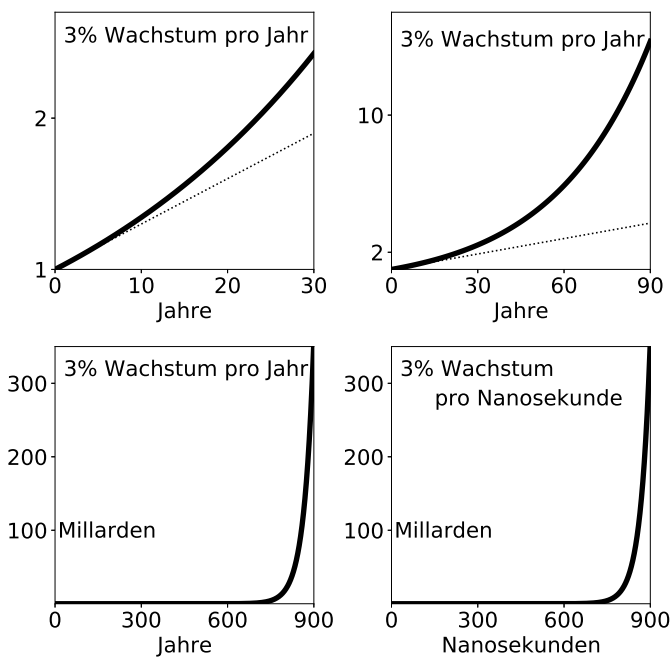 3% Wachstum pro Jahr
2
1
0 10 20 30
Jahre
3% Wachstum pro Jahr
10
2
0 30 60 90
Jahre
3% Wachstum pro Jahr
300
200
100 Millarden
0 300 600 900
Jahre
3% Wachstum
pro Nanosekunde
300
200
100 Millarden
0 300 600 900
Nanosekunden